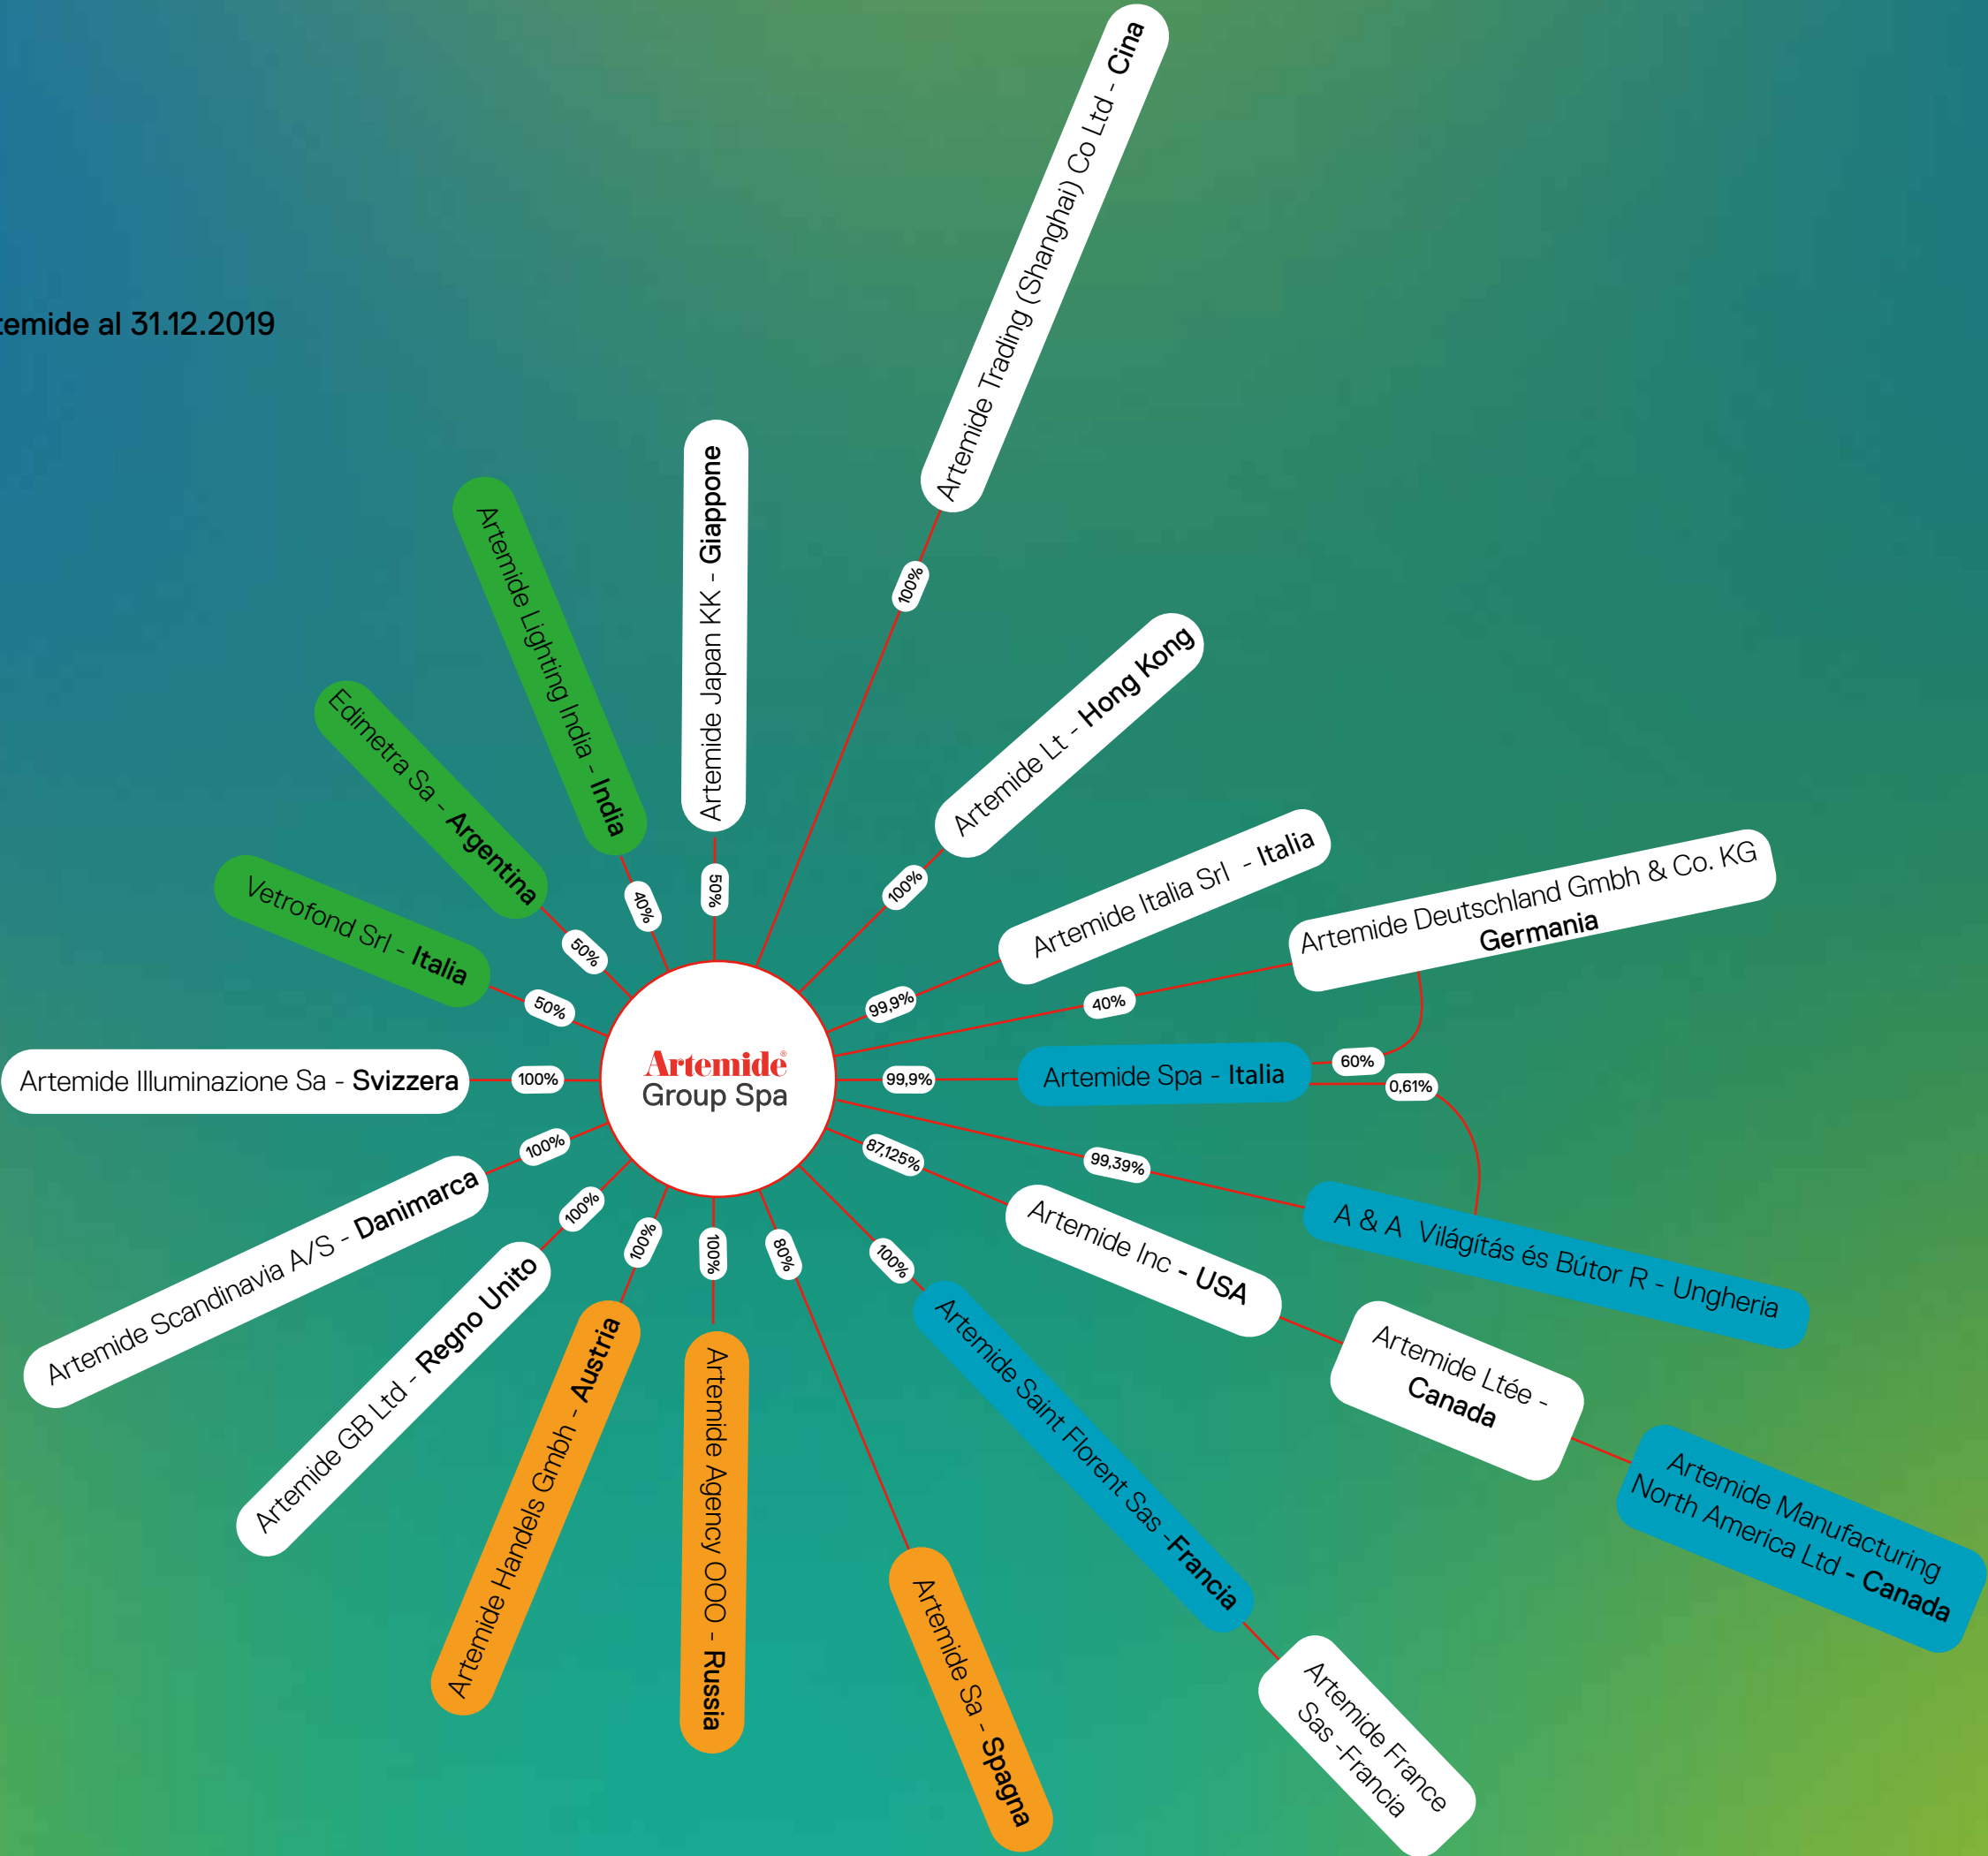 temide al 31.12.2019
Artemide®
Group Spa
100%
Artemide Trading (Shanghai) Co Ltd - Cina
100%
Artemide Lt - Hong Kong
99,9%
Artemide Italia Srl - Italia
40%
Artemide Deutschland Gmbh & Co. KG
Germania
99,9%
Artemide Spa - Italia
60%
0,61%
99,39%
A & A Világítás és Bútor R - Ungheria
87,125%
Artemide Inc - USA
Artemide Ltée -
Canada
Artemide Manufacturing
North America Ltd - Canada
100%
Artemide Saint Florent Sas -Francia
Artemide France
Sas -Francia
80%
Artemide Sa - Spagna
100%
Artemide Agency OOO - Russia
100%
Artemide Handels Gmbh - Austria
100%
Artemide GB Ltd - Regno Unito
100%
Artemide Scandinavia A/S - Danimarca
100%
Artemide Illuminazione Sa - Svizzera
50%
Vetrofond Srl - Italia
50%
Edimetra Sa - Argentina
40%
Artemide Lighting India - India
50%
Artemide Japan KK - Giappone